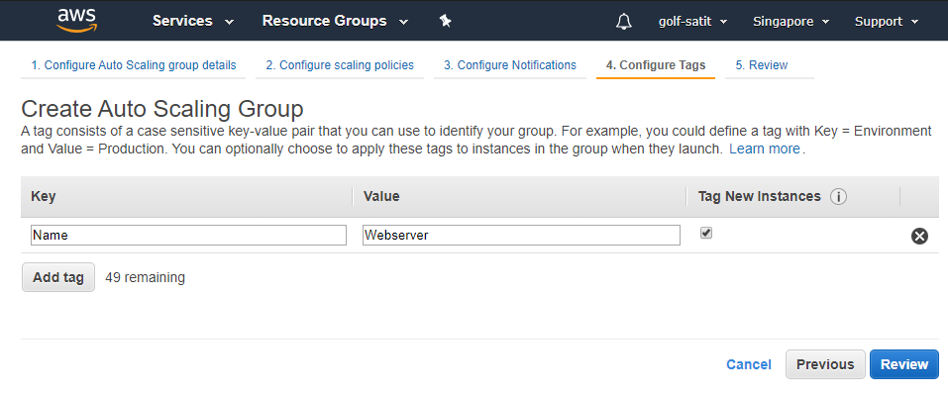 aws Services Resource Groups golf-satit Singapore Support
1. Configure Auto Scaling group details 2. Configure scaling policies 3. Configure Notifications 4. Configure Tags 5. Review
Create Auto Scaling Group
A tag consists of a case sensitive key-value pair that you can use to identify your group. For example, you could define a tag with Key = Environment
and Value = Production. You can optionally choose to apply these tags to instances in the group when they launch. Learn more.
Key Value Tag New Instances i
Name Webserver
Add tag 49 remaining
Cancel Previous Review